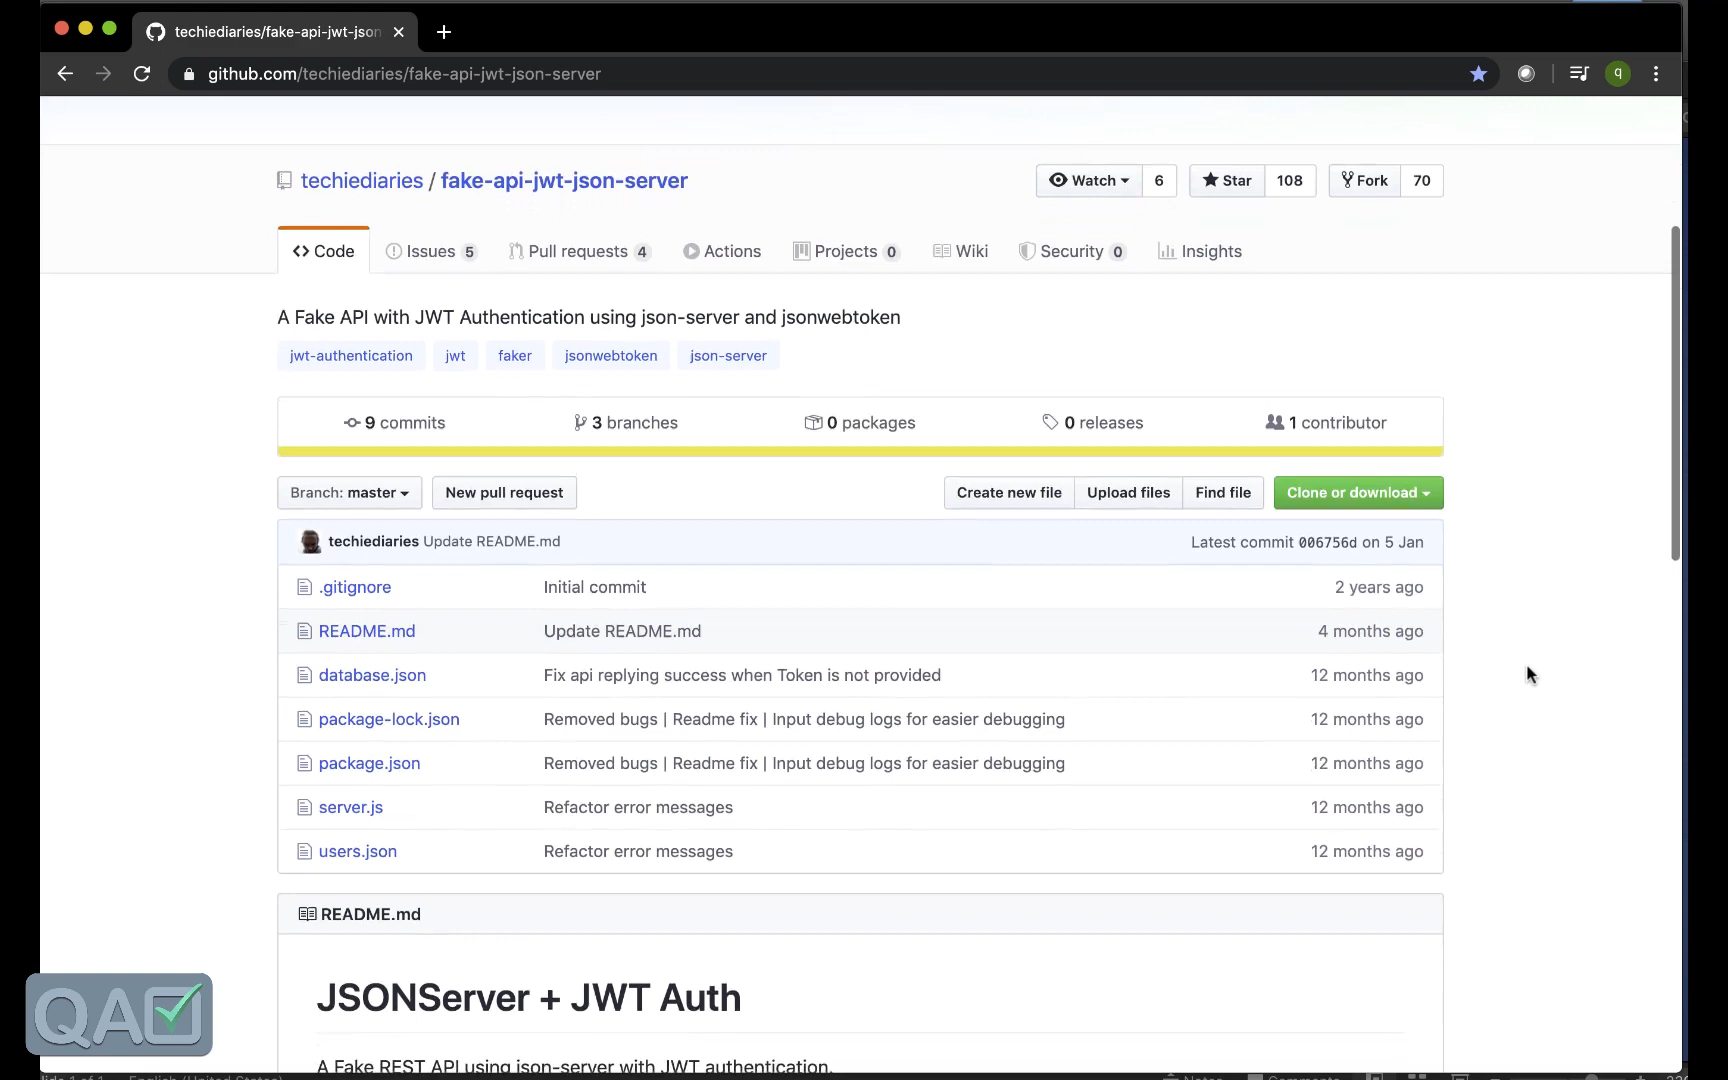 techiediaries/fake-api-jwt-json
github.com/techiediaries/fake-api-jwt-json-server
q
techiediaries / fake-api-jwt-json-server
Watch 6 Star 108 Fork 70
Code Issues 5 Pull requests 4 Actions Projects 0 Wiki Security 0 Insights
A Fake API with JWT Authentication using json-server and jsonwebtoken
jwt-authentication jwt faker jsonwebtoken json-server
9 commits 3 branches 0 packages 0 releases 1 contributor
Branch: master New pull request Create new file Upload files Find file Clone or download
techiediaries Update README.md Latest commit 006756d on 5 Jan
.gitignore Initial commit 2 years ago
README.md Update README.md 4 months ago
database.json Fix api replying success when Token is not provided 12 months ago
package-lock.json Removed bugs | Readme fix | Input debug logs for easier debugging 12 months ago
package.json Removed bugs | Readme fix | Input debug logs for easier debugging 12 months ago
server.js Refactor error messages 12 months ago
users.json Refactor error messages 12 months ago
README.md
JSONServer + JWT Auth
A Fake REST API using json-server with JWT authentication.
QA